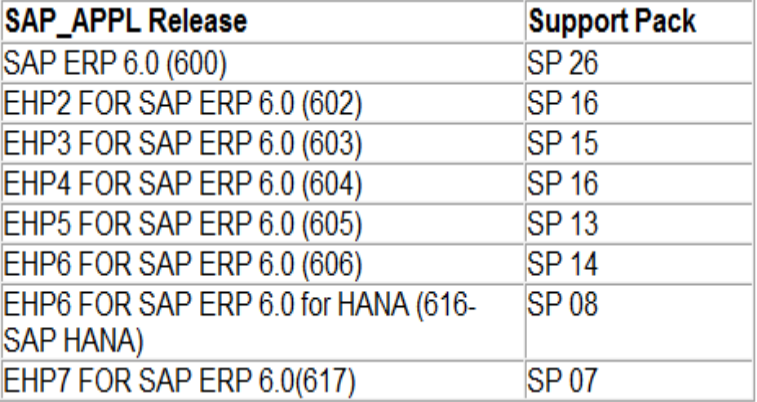 SAP_APPL Release Support Pack
SAP ERP 6.0 (600) SP 26
EHP2 FOR SAP ERP 6.0 (602) SP 16
EHP3 FOR SAP ERP 6.0 (603) SP 15
EHP4 FOR SAP ERP 6.0 (604) SP 16
EHP5 FOR SAP ERP 6.0 (605) SP 13
EHP6 FOR SAP ERP 6.0 (606) SP 14
EHP6 FOR SAP ERP 6.0 for HANA (616- SP 08
SAP HANA)
EHP7 FOR SAP ERP 6.0(617) SP 07